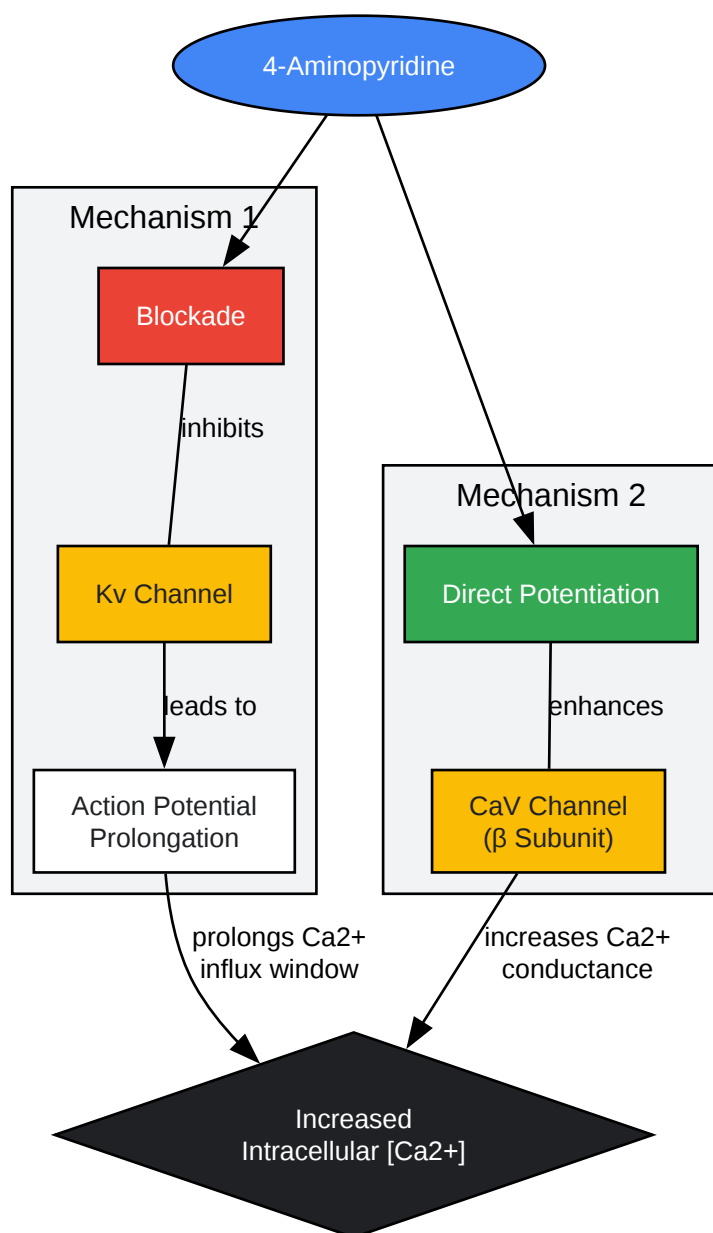 4-Aminopyridine
Mechanism 1
Blockade
inhibits
Kv Channel
leads to
Action Potential
Prolongation
prolongs Ca2+
influx window
Mechanism 2
Direct Potentiation
enhances
CaV Channel
(β Subunit)
increases Ca2+
conductance
Increased
Intracellular [Ca2+]